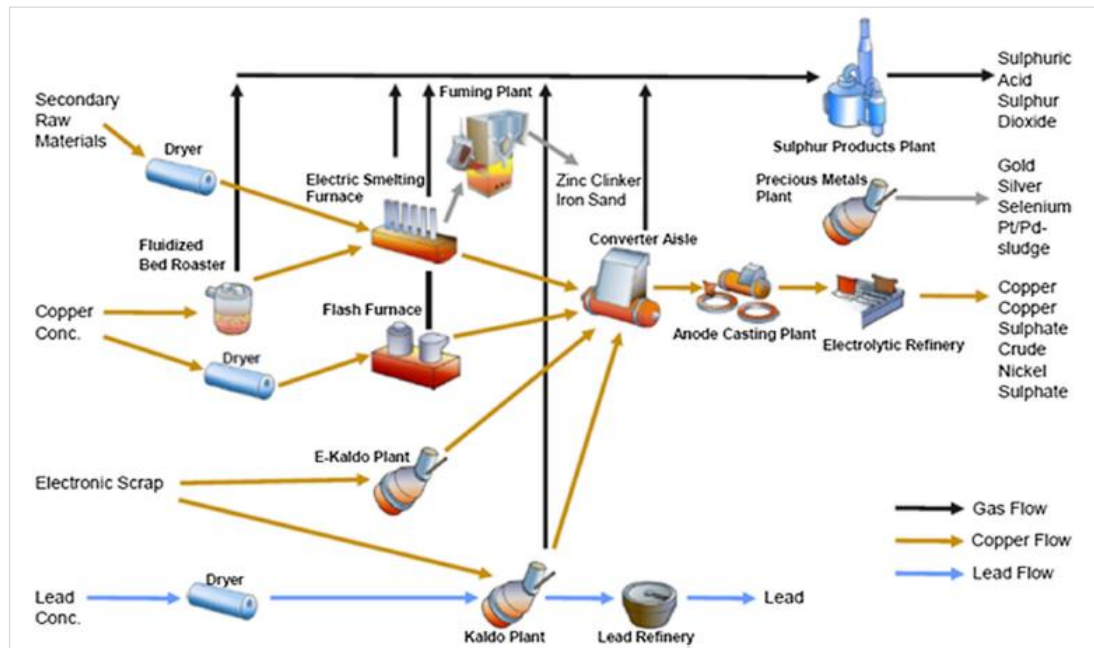 Secondary
Raw
Materials
Dryer
Fluidized
Bed Roaster
Copper
Conc.
Dryer
Electronic Scrap
Lead
Conc.
Dryer
Electric Smelting
Furnace
Fuming Plant
Zinc Clinker
Iron Sand
Flash Furnace
E-Kaldo Plant
Kaldo Plant
Lead Refinery
Lead
Converter Aisle
Anode Casting Plant
Electrolytic Refinery
Sulphur Products Plant
Precious Metals
Plant
Sulphuric
Acid
Sulphur
Dioxide
Gold
Silver
Selenium
Pt/Pd-
sludge
Copper
Copper
Sulphate
Crude
Nickel
Sulphate
Gas Flow
Copper Flow
Lead Flow